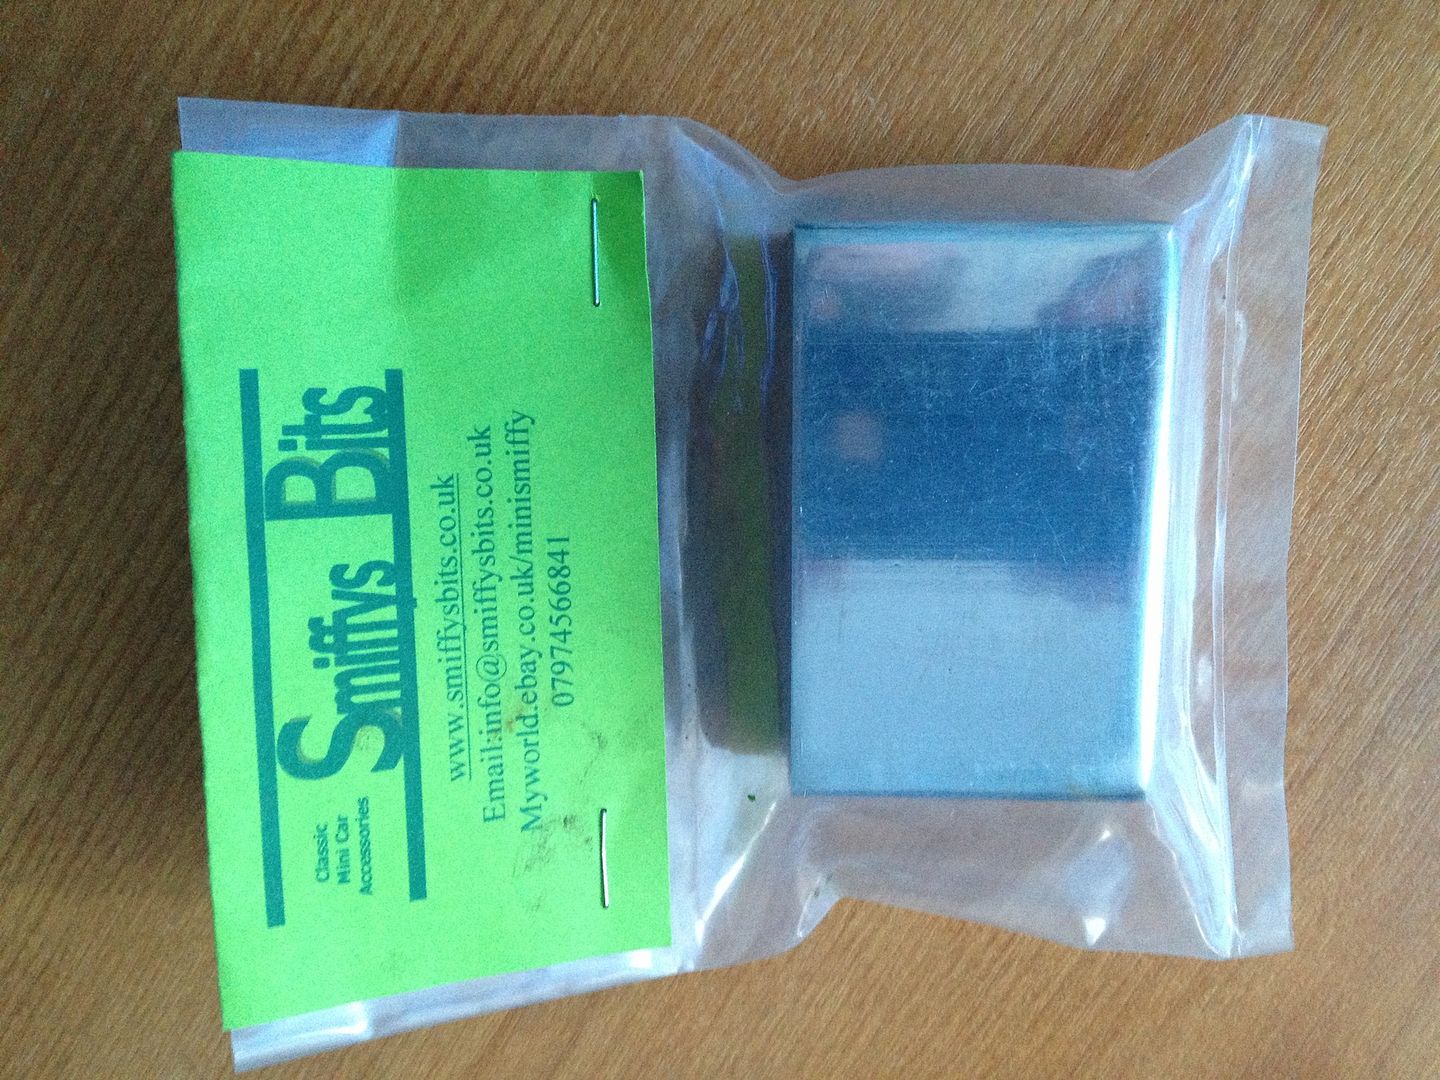 Classic
Mini Car
Accessories
Smiffys Bits
www.smiffysbits.co.uk
Email:info@smiffysbits.co.uk
Myworld.ebay.co.uk/minismiffy
07974566841